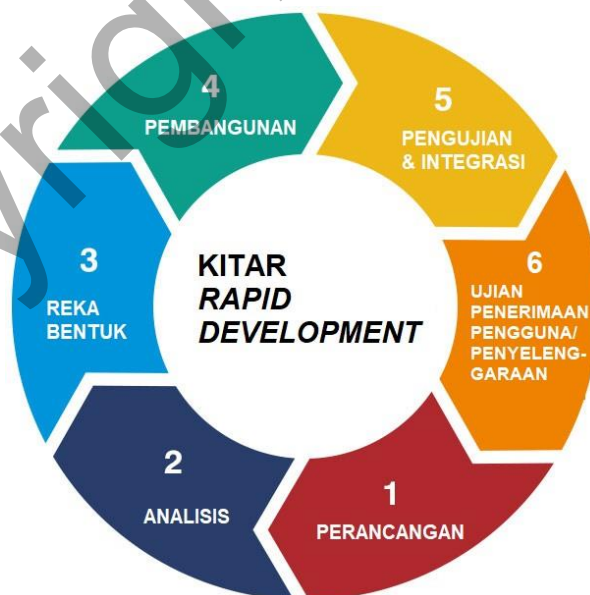 KITAR
RAPID
DEVELOPMENT
1
PERANCANGAN
2
ANALISIS
3
REKA
BENTUK
4
PEMBANGUNAN
5
PENGUJIAN
& INTEGRASI
6
UJIAN
PENERIMAAN
PENGGUNA/
PENYELENG-
GARAAN